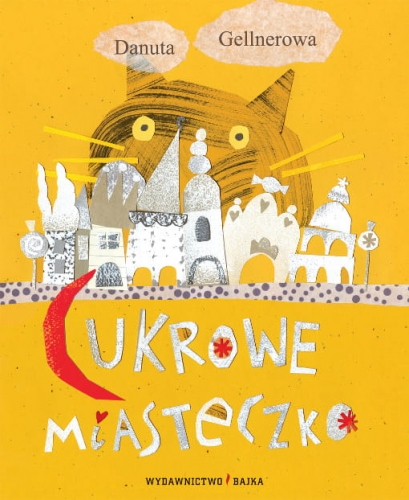 Danuta Gellnerowa
CUKROWE
MiASTECZKO
WYDAWNICTWO BAJKA